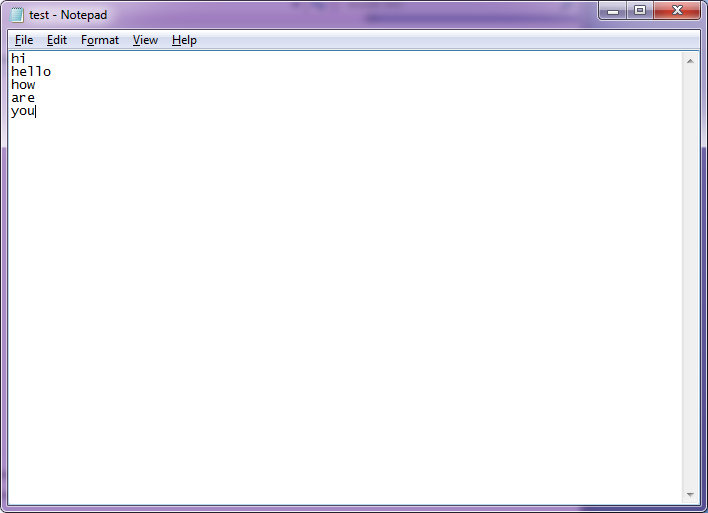 test - Notepad
File Edit Format View Help
hi
hello
how
are
you